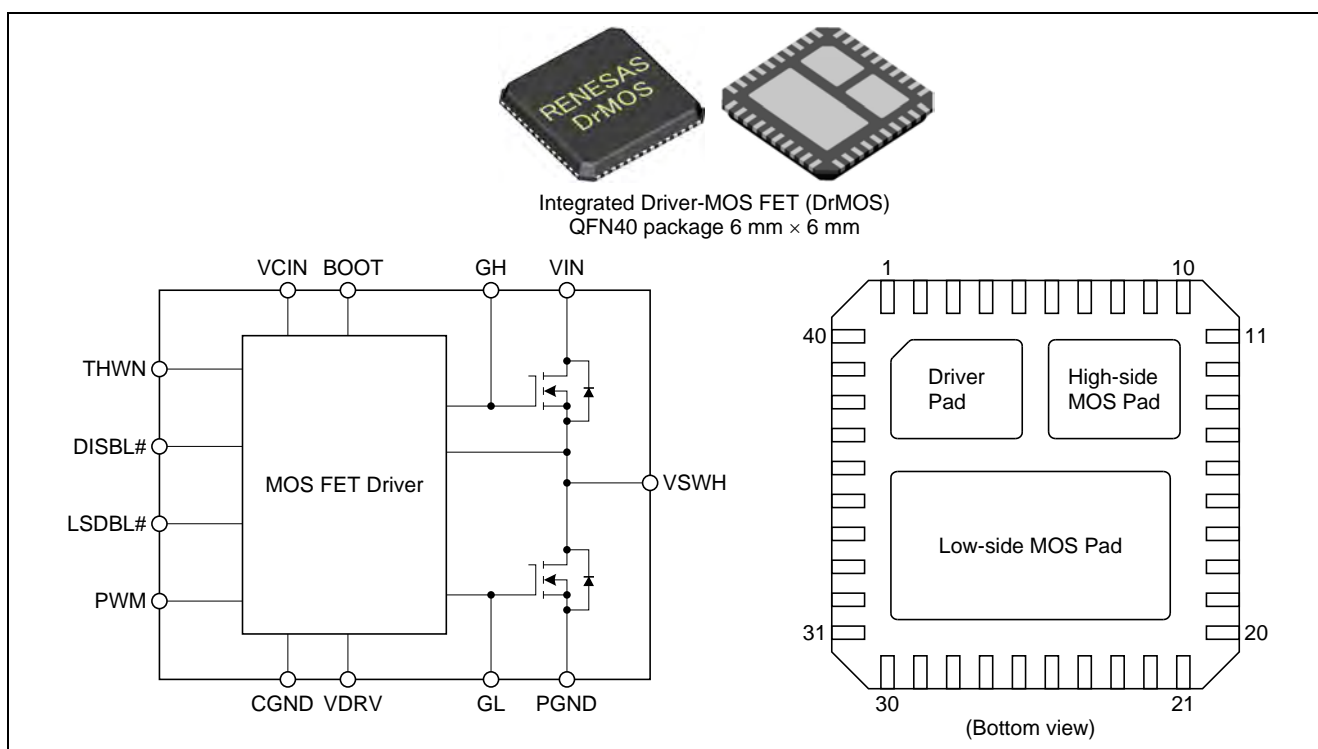 RENESAS
DrMOS
Integrated Driver-MOS FET (DrMOS)
QFN40 package 6 mm × 6 mm
VCIN BOOT GH VIN
THWN
DISBL#
LSDBL#
PWM
MOS FET Driver
VSWH
CGND VDRV GL PGND
1 10
40 11
Driver
Pad
High-side
MOS Pad
Low-side MOS Pad
31 20
30 21
(Bottom view)